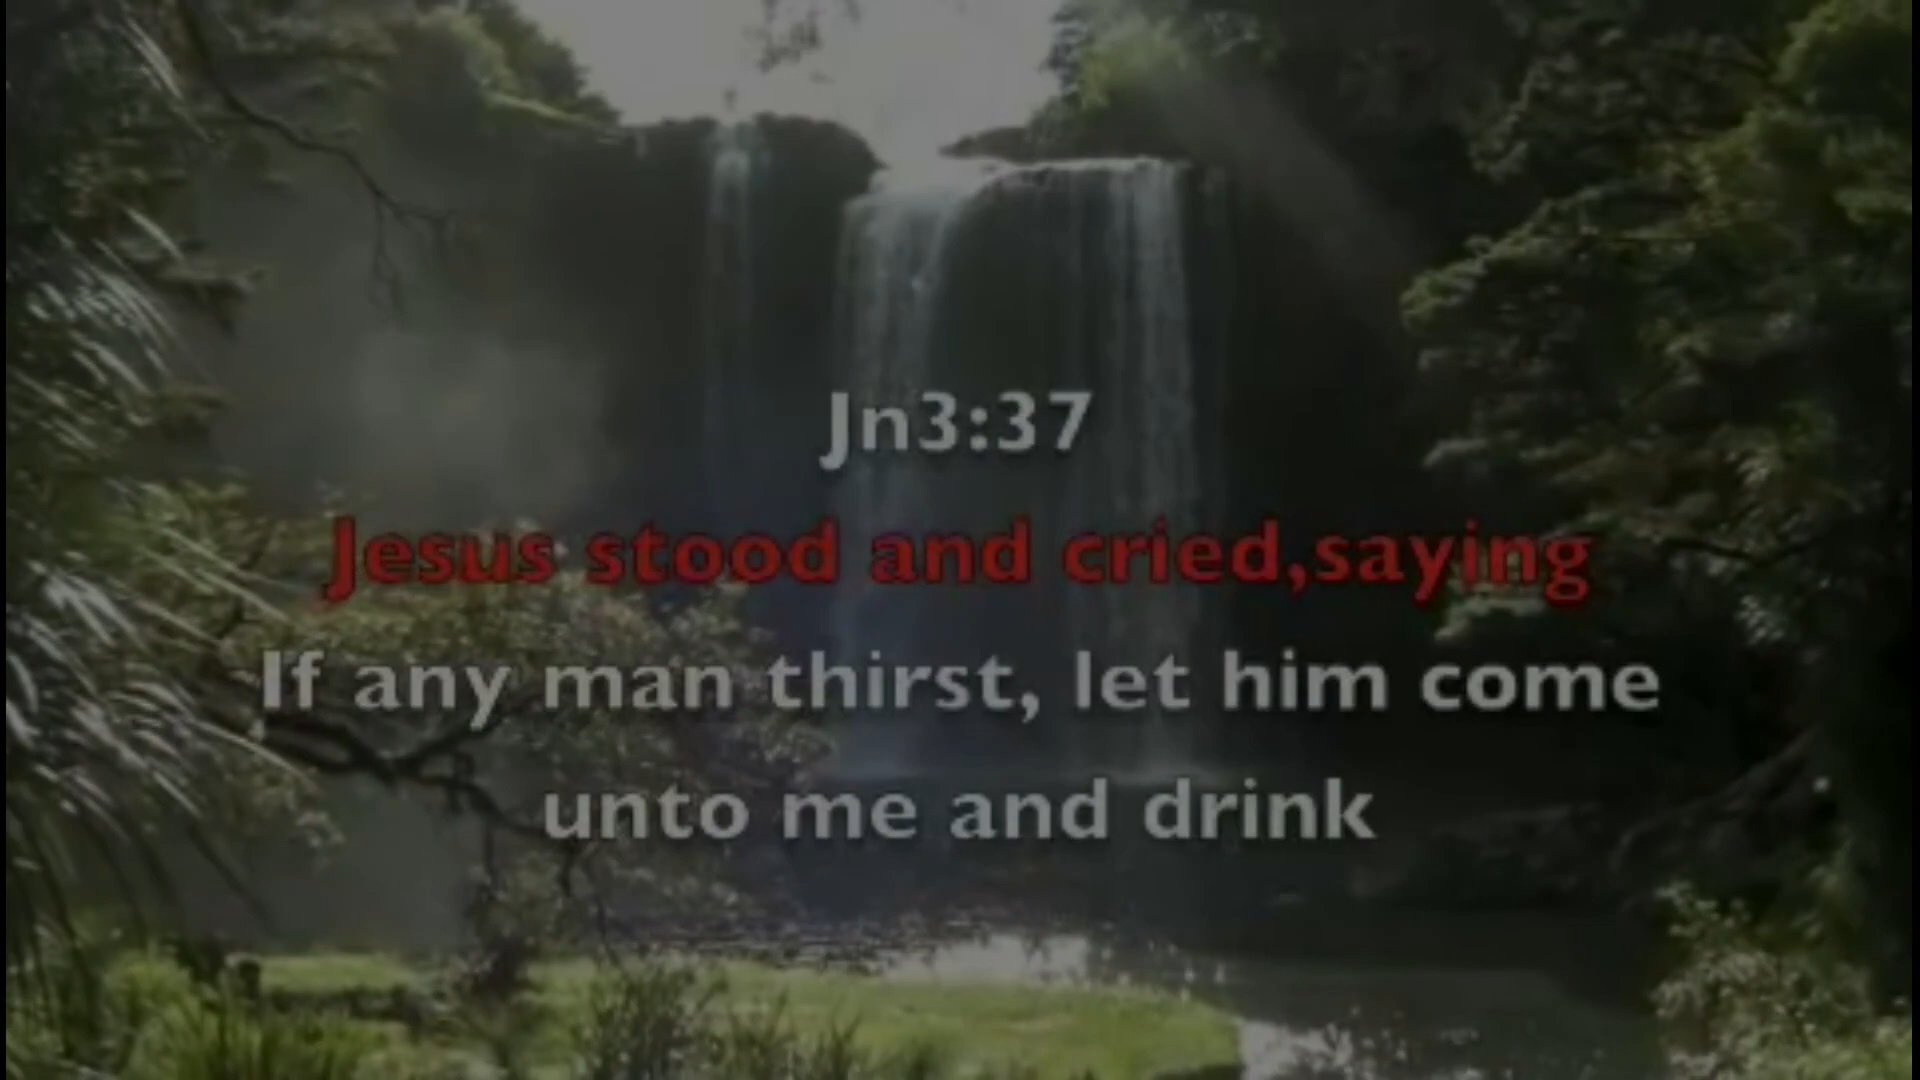 Jn3:37
Jesus stood and cried,saying
If any man thirst, let him come
unto me and drink